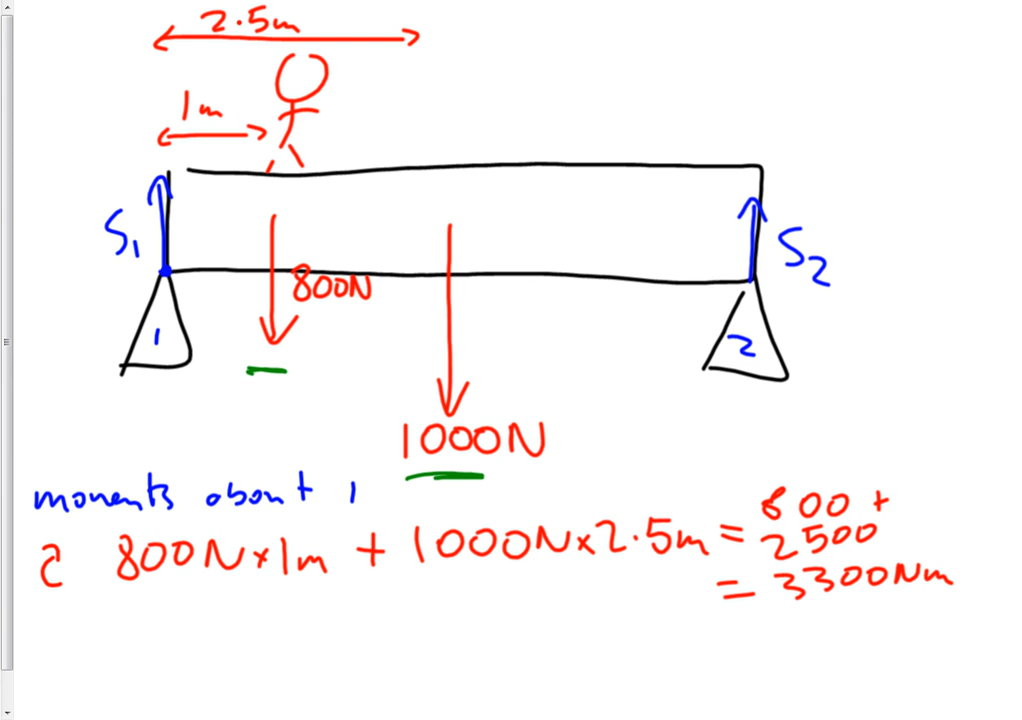 2.5m
1m
S1
800N
S2
1
2
1000N
moments about 1
800N×1m + 1000N×2.5m = 800 +
2500
= 3300Nm